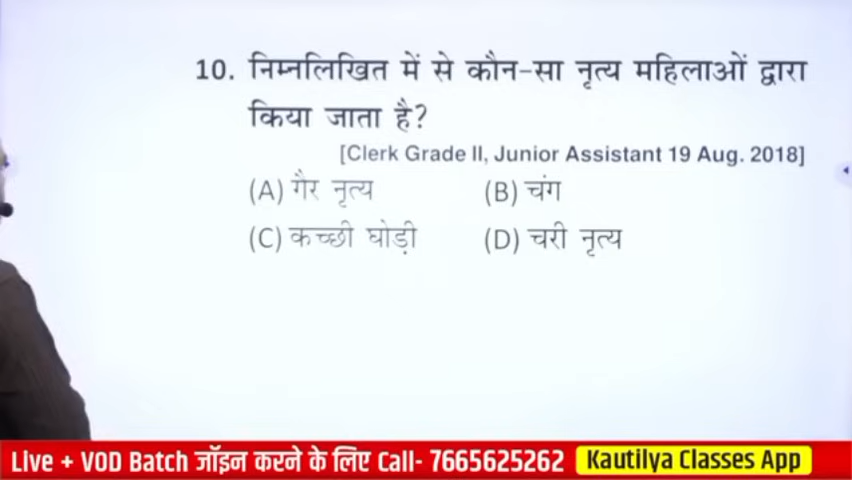 10. निम्नलिखित में से कौन-सा नृत्य महिलाओं द्वारा
किया जाता है?
[Clerk Grade II, Junior Assistant 19 Aug. 2018]
(A) गैर नृत्य (B) चंग
(C) कच्छी घोड़ी (D) चरी नृत्य
Live + VOD Batch जॉइन करने के लिए Call- 7665625262 Kautilya Classes App